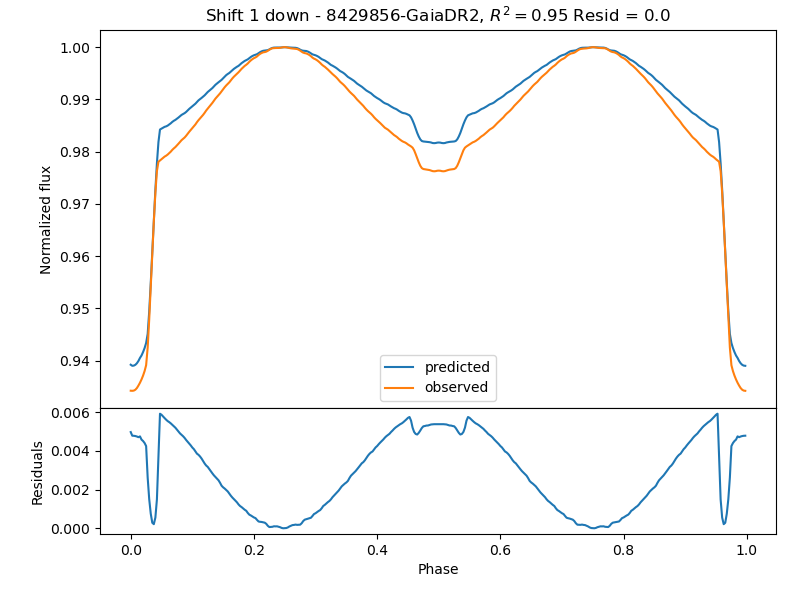 Shift 1 down - 8429856-GaiaDR2, R² = 0.95 Resid = 0.0
1.00
0.99
0.98
0.97
0.96
0.95
0.94
Normalized flux
predicted
observed
0.006
0.004
0.002
0.000
Residuals
0.0 0.2 0.4 0.6 0.8 1.0
Phase